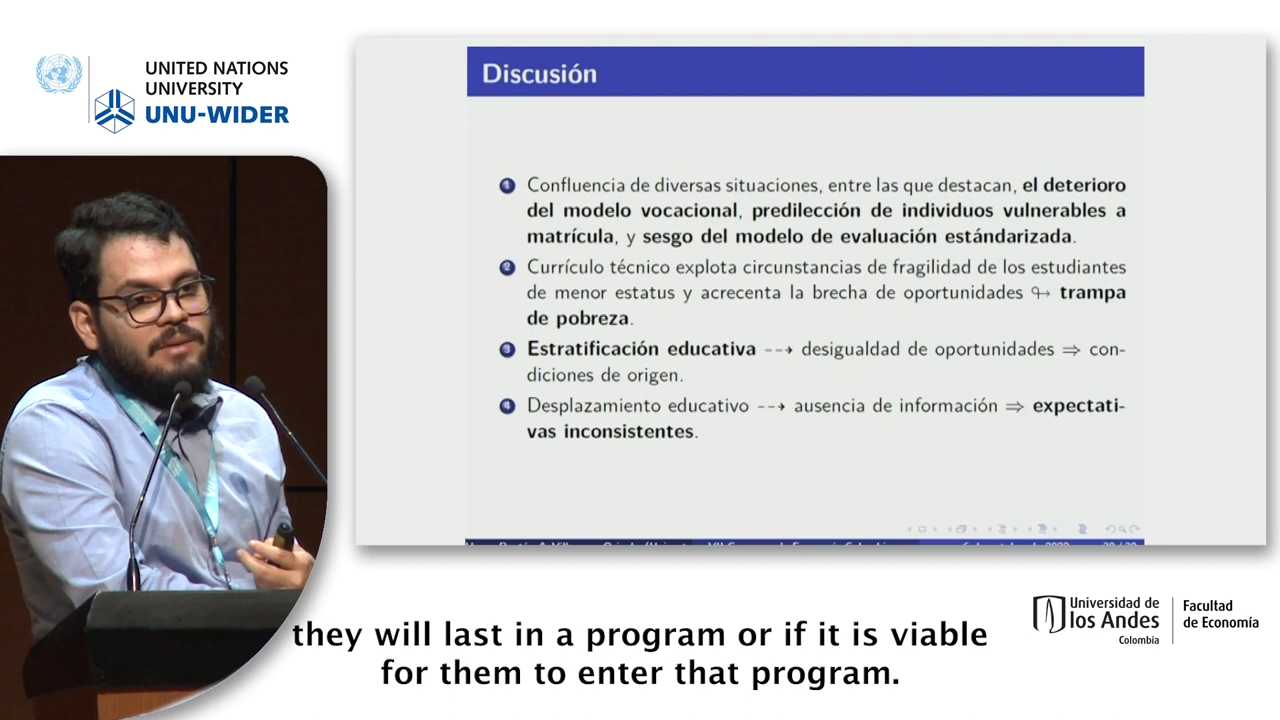 UNITED NATIONS
UNIVERSITY
UNU-WIDER
Discusión
1 Confluencia de diversas situaciones, entre las que destacan, el deterioro
del modelo vocacional, predilección de individuos vulnerables a
matrícula, y sesgo del modelo de evaluación estándarizada.
2 Currículo técnico explota circunstancias de fragilidad de los estudiantes
de menor estatus y acrecenta la brecha de oportunidades ↬ trampa
de pobreza.
3 Estratificación educativa --→ desigualdad de oportunidades ⇒ con-
diciones de origen.
4 Desplazamiento educativo --→ ausencia de información ⇒ expectati-
vas inconsistentes.
they will last in a program or if it is viable
for them to enter that program.
Universidad de
los Andes
Colombia
Facultad
de Economía